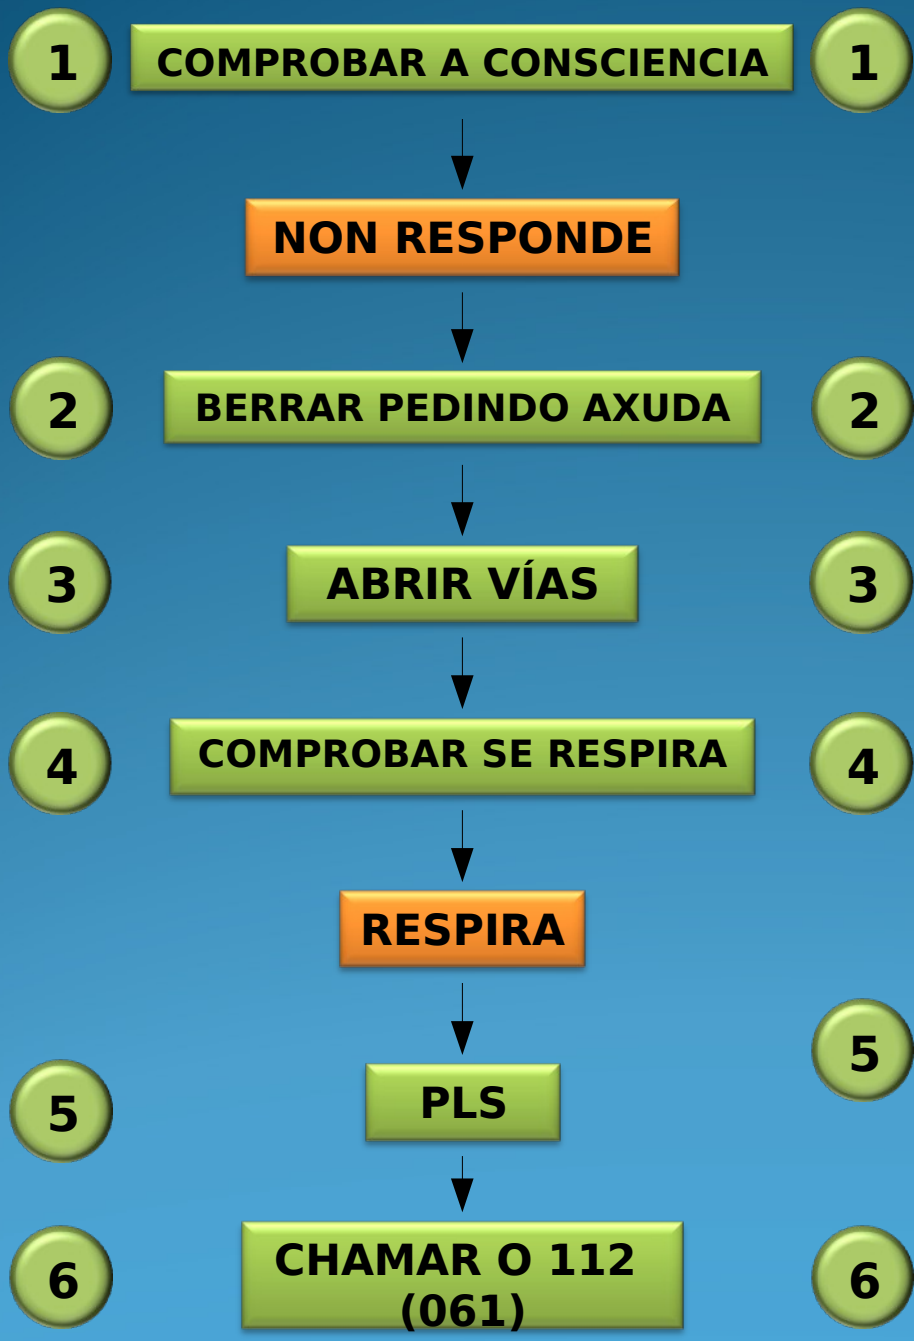 1 COMPROBAR A CONSCIENCIA 1
NON RESPONDE
2 BERRAR PEDINDO AXUDA 2
3 ABRIR VÍAS 3
4 COMPROBAR SE RESPIRA 4
RESPIRA
5
5 PLS
6 CHAMAR O 112 6
(061)